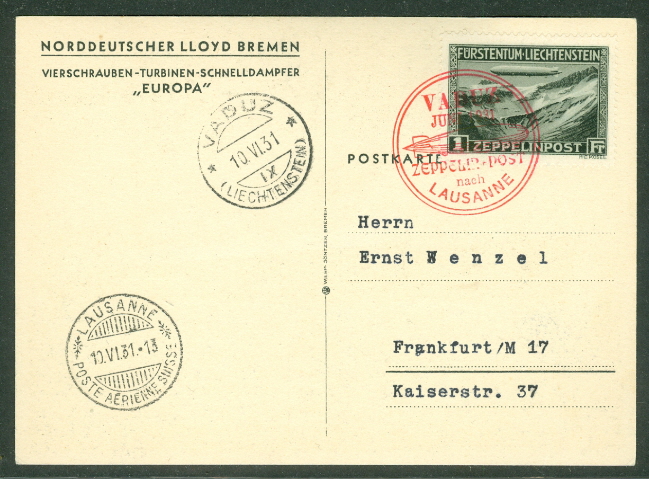 NORDDEUTSCHER LLOYD BREMEN
VIERSCHRAUBEN-TURBINEN-SCHNELLDAMPFER
„EUROPA"
FÜRSTENTUM·LIECHTENSTEIN
1 ZEPPELINPOST Fr
VADUZ
ZEPPELIN-POST
nach
LAUSANNE
VADUZ
10.VI.31
IX
(LIECHTENSTEIN)
POSTKARTE
Herrn
Ernst Wenzel
Frankfurt/M 17
Kaiserstr. 37
LAUSANNE
10.VI.31.-13
POSTE AÉRIENNE SUISSE